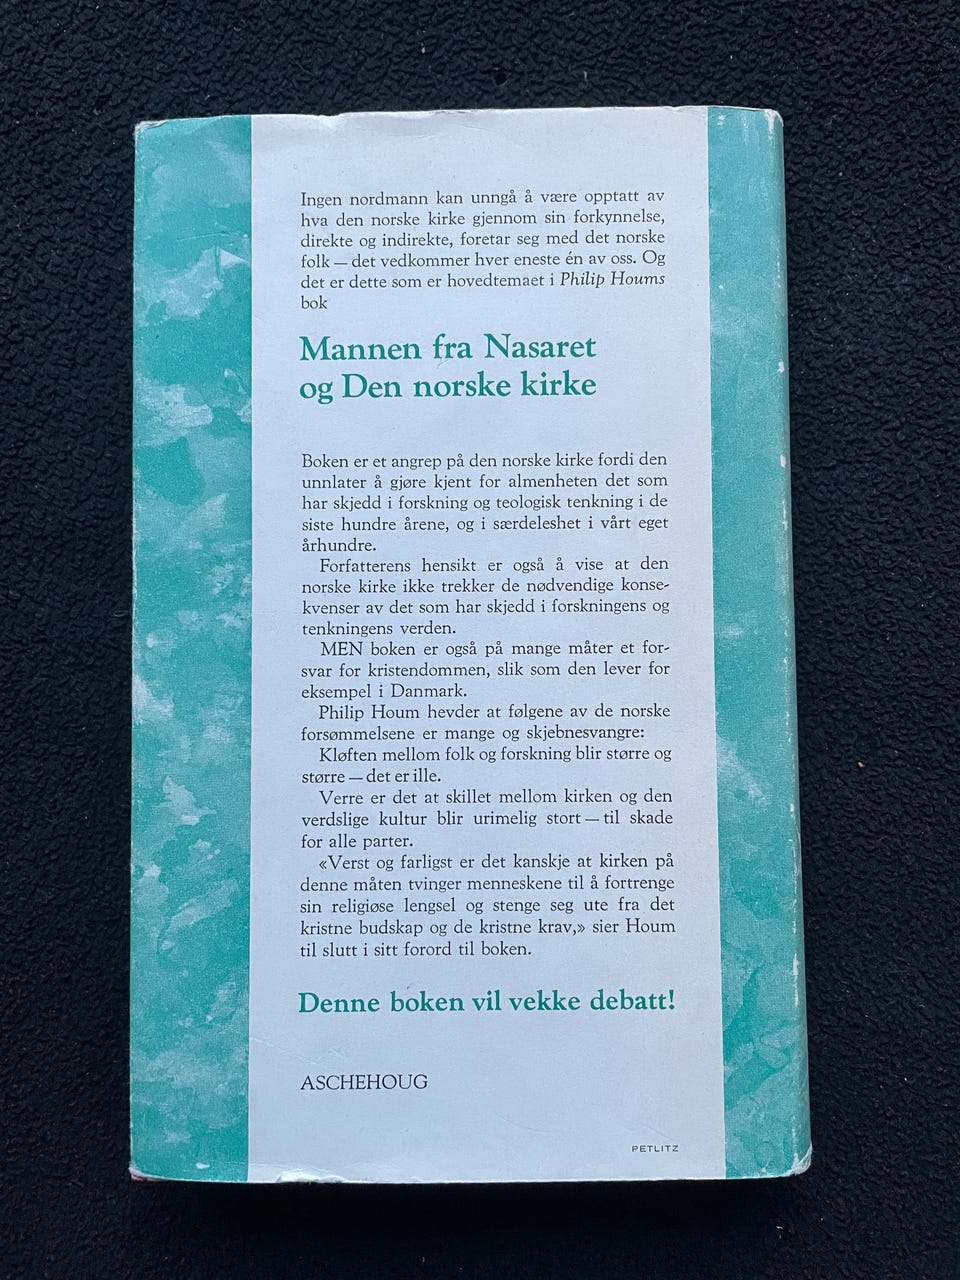 Ingen nordmann kan unngå å være opptatt av
hva den norske kirke gjennom sin forkynnelse,
direkte og indirekte, foretar seg med det norske
folk — det vedkommer hver eneste én av oss. Og
det er dette som er hovedtemaet i Philip Houms
bok
Mannen fra Nasaret
og Den norske kirke
Boken er et angrep på den norske kirke fordi den
unnlater å gjøre kjent for almenheten det som
har skjedd i forskning og teologisk tenkning i de
siste hundre årene, og i særdeleshet i vårt eget
århundre.
Forfatterens hensikt er også å vise at den
norske kirke ikke trekker de nødvendige konse-
kvenser av det som har skjedd i forskningens og
tenkningens verden.
MEN boken er også på mange måter et for-
svar for kristendommen, slik som den lever for
eksempel i Danmark.
Philip Houm hevder at følgene av de norske
forsømmelsene er mange og skjebnesvangre:
Kløften mellom folk og forskning blir større og
større — det er ille.
Verre er det at skillet mellom kirken og den
verdslige kultur blir urimelig stort — til skade
for alle parter.
«Verst og farligst er det kanskje at kirken på
denne måten tvinger menneskene til å fortrenge
sin religiøse lengsel og stenge seg ute fra det
kristne budskap og de kristne krav,» sier Houm
til slutt i sitt forord til boken.
Denne boken vil vekke debatt!
ASCHEHOUG
PETLITZ